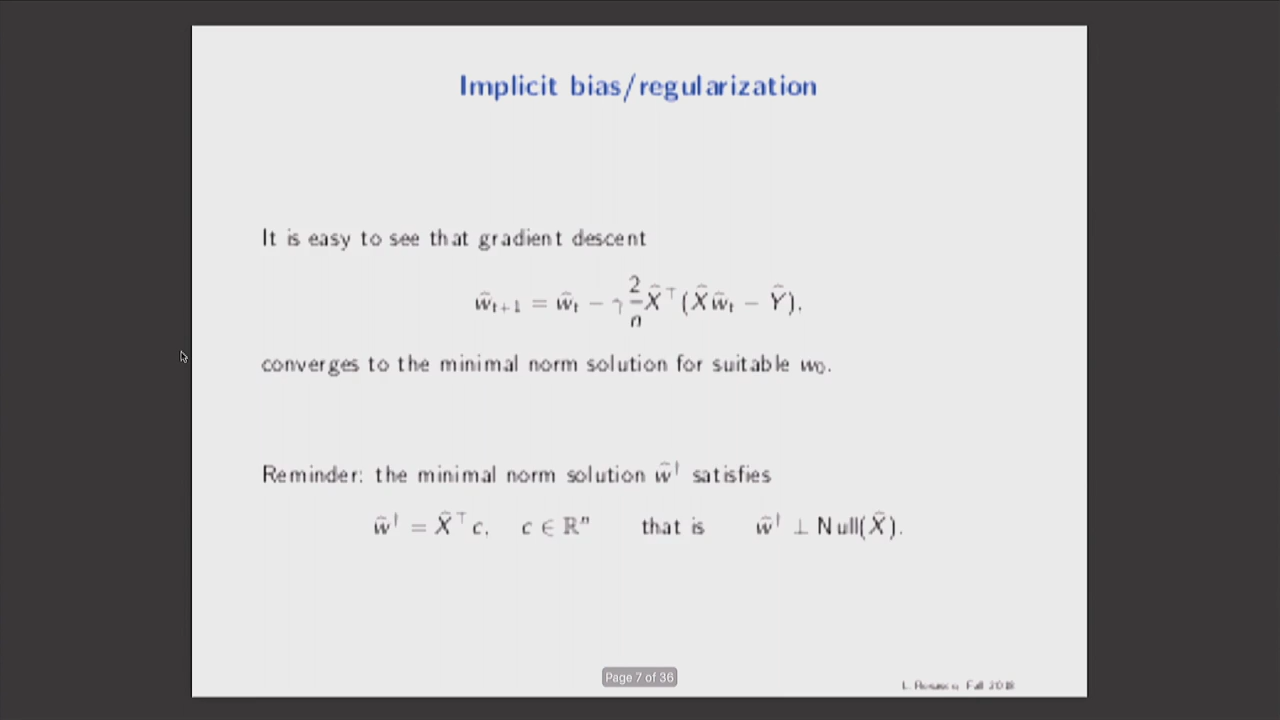 Implicit bias/regularization
It is easy to see that gradient descent
ŵ_{t+1} = ŵ_t − γ \frac{2}{n} X̂^⊤(X̂ŵ_t − Ŷ),
converges to the minimal norm solution for suitable w_0.
Reminder: the minimal norm solution ŵ^† satisfies
ŵ^† = X̂^⊤c, c ∈ ℝ^n that is ŵ^† ⊥ Null(X̂).
Page 7 of 36
L. Rosasco, Fall 2018